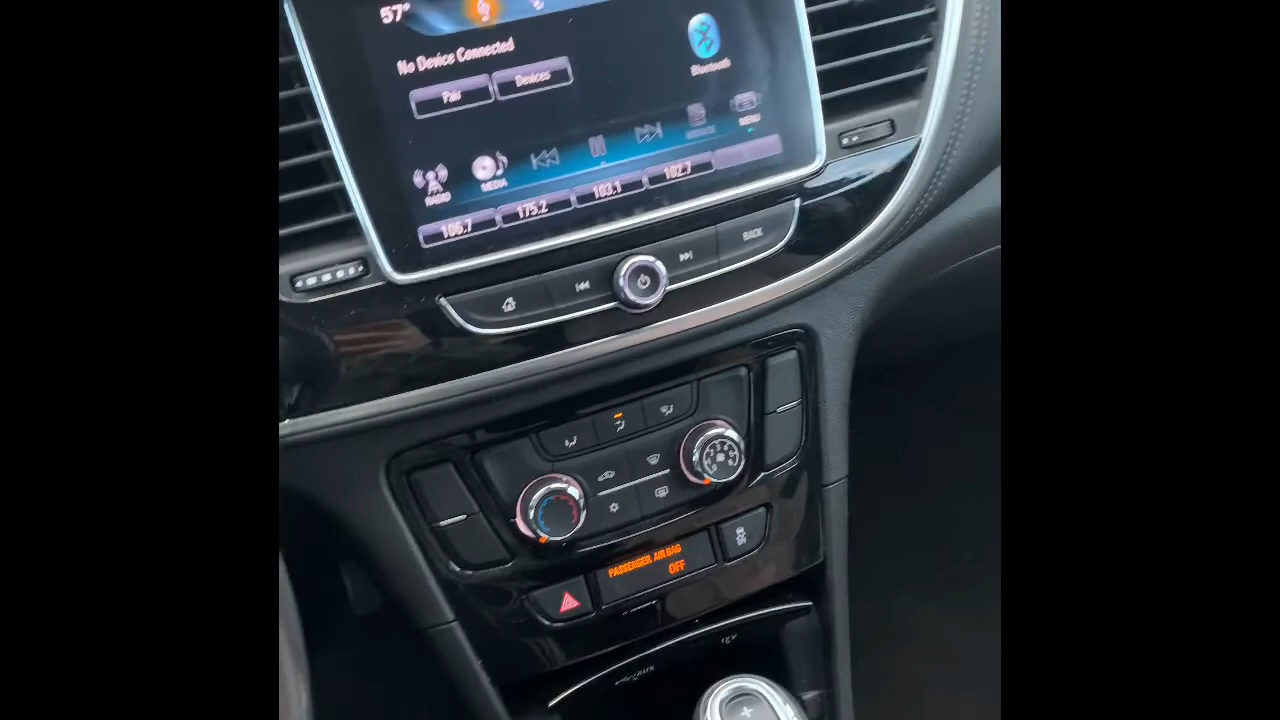 57°
No Device Connected
Bluetooth
Pair
Devices
RADIO
MEDIA
MENU
106.7
175.2
103.1
102.7
BACK
PASSENGER AIR BAG
OFF
12V